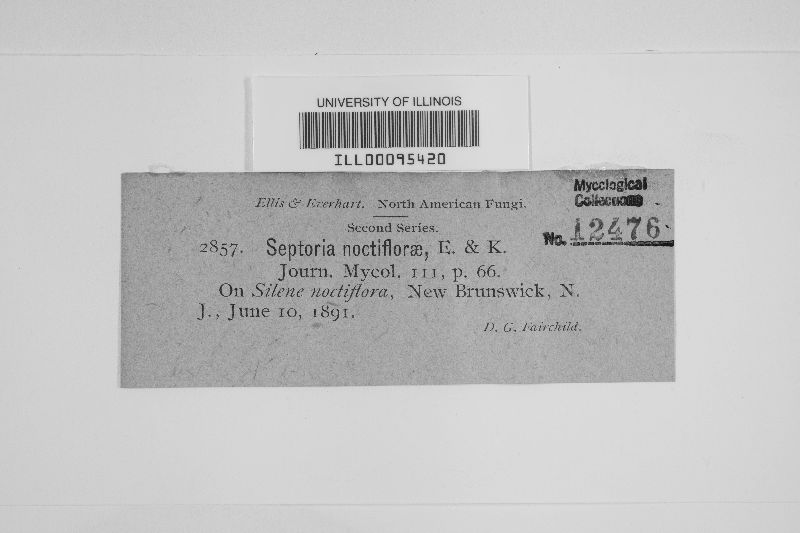 UNIVERSITY OF ILLINOIS
ILL00095420
Mycological
Collections
No. 12476
Ellis & Everhart. North American Fungi.
Second Series.
2857. Septoria noctifloræ, E. & K.
Journ. Mycol. III, p. 66.
On Silene noctiflora, New Brunswick, N.
J., June 10, 1891.
D. G. Fairchild.